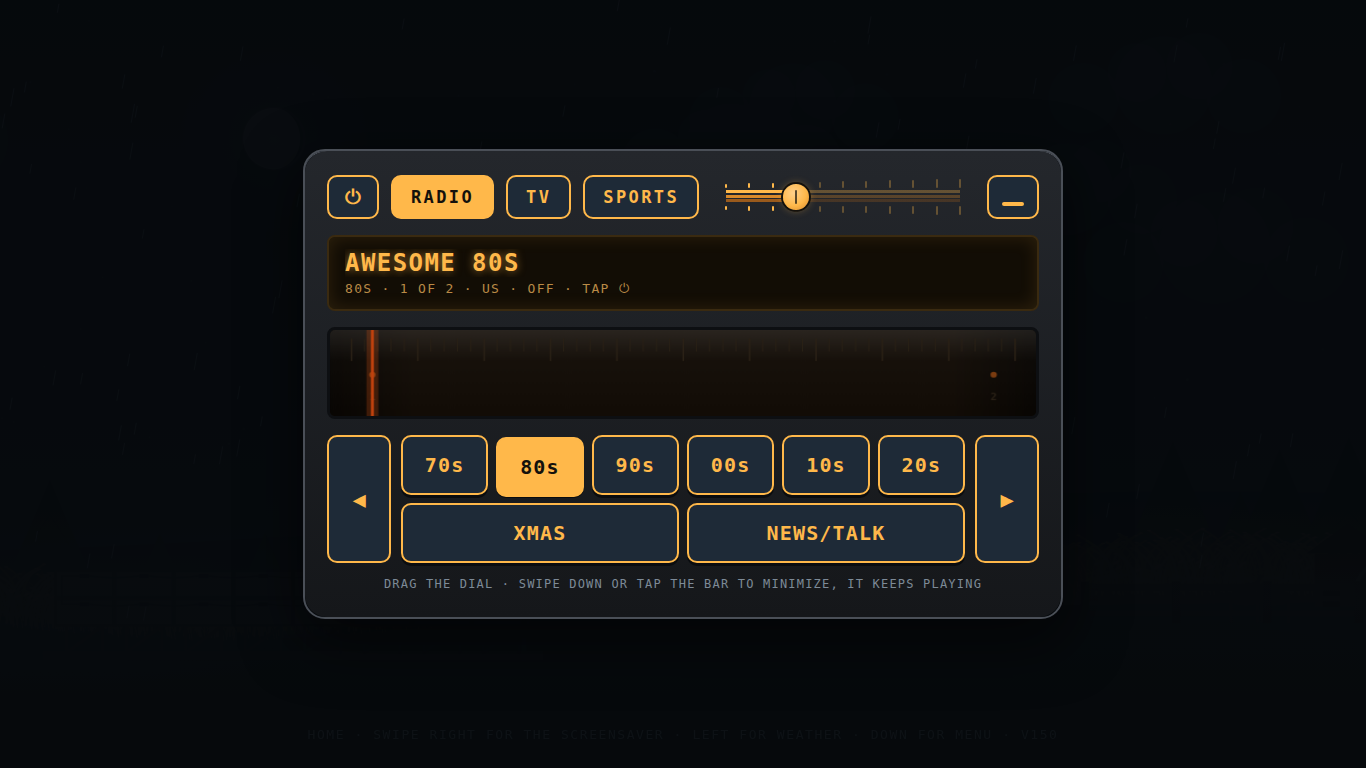 ⏻ RADIO TV SPORTS
AWESOME 80S
80S · 1 OF 2 · US · OFF · TAP ⏻
2
◀ 70s 80s 90s 00s 10s 20s ▶
XMAS NEWS/TALK
DRAG THE DIAL · SWIPE DOWN OR TAP THE BAR TO MINIMIZE, IT KEEPS PLAYING
HOME · SWIPE RIGHT FOR THE SCREENSAVER · LEFT FOR WEATHER · DOWN FOR MENU · V150